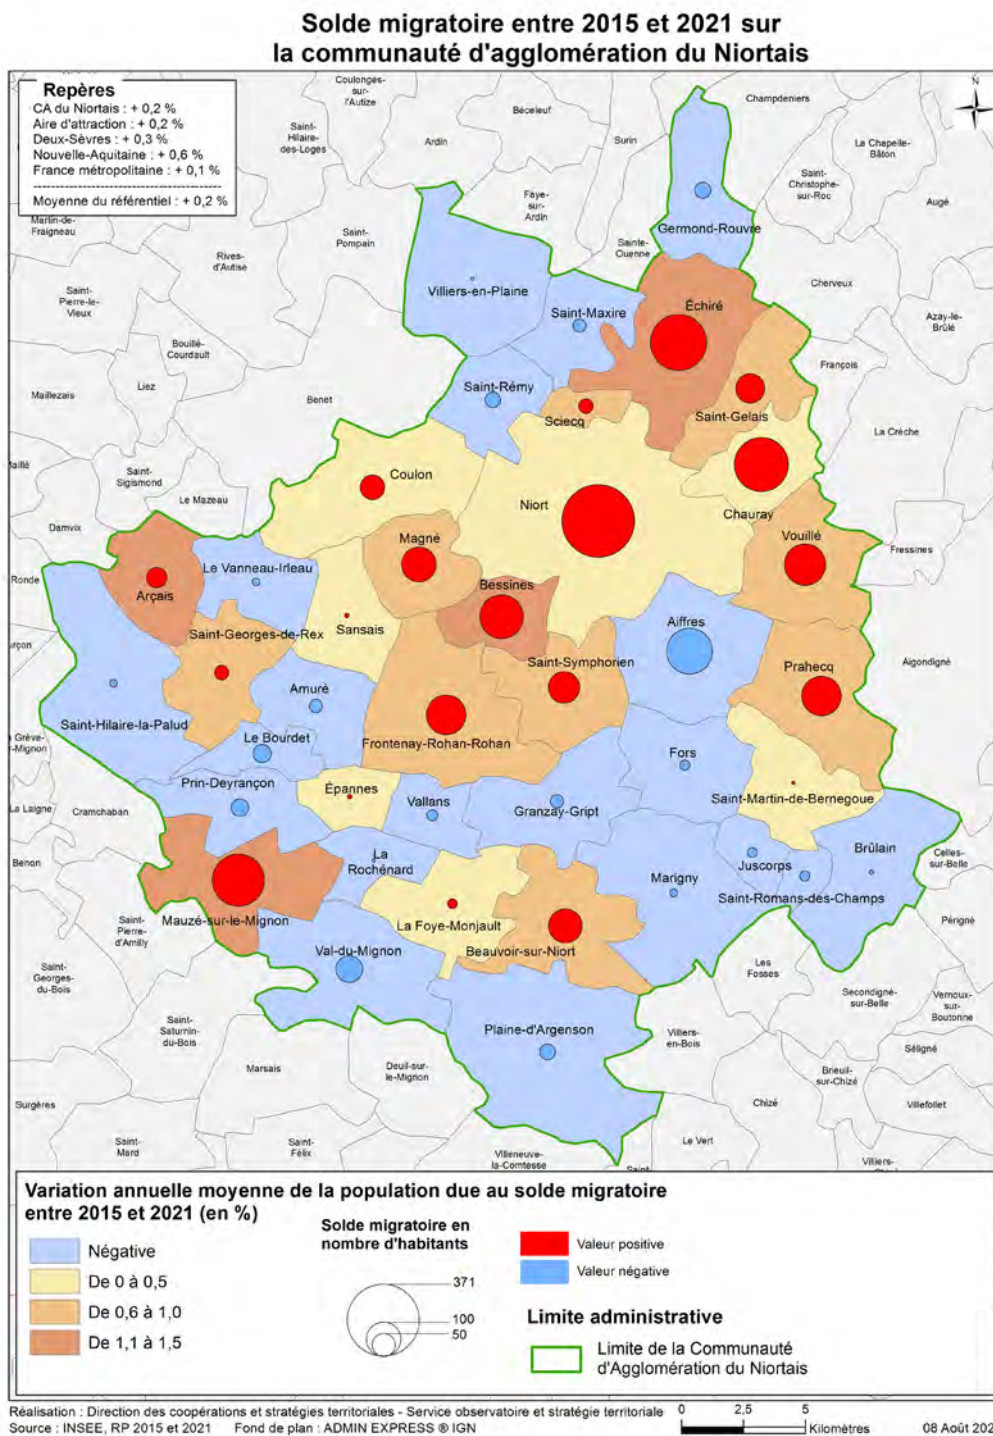 Solde migratoire entre 2015 et 2021 sur
la communauté d'agglomération du Niortais
Repères
CA du Niortais : + 0,2 %
Aire d'attraction : + 0,2 %
Deux-Sèvres : + 0,3 %
Nouvelle-Aquitaine : + 0,6 %
France métropolitaine : + 0,1 %
Moyenne du référentiel : + 0,2 %
N
Coulonges-
sur-
l'Autize
Béceleuf
Champdeniers
Saint-
Hilaire-
des-Loges
Ardin
Surin
La Chapelle-
Bâton
Saint-
Christophe-
sur-Roc
Augé
Faye-
sur-
Ardin
Martin-de-
Fraigneau
Saint-
Pompain
Sainte-
Ouenne
Germond-Rouvre
Rives-
d'Autise
Cherveux
Saint-
Pierre-le-
Vieux
Villiers-en-Plaine
Saint-Maxire
Échiré
Azay-le-
Brûlé
Bouillé-
Courdault
François
Maillezais
Liez
Benet
Saint-Rémy
Sciecq
Saint-Gelais
La Crèche
Maillé
Saint-
Sigismond
Le Mazeau
Coulon
Niort
Chauray
Damvix
Magné
Vouillé
Fressines
Ronde
Arçais
Le Vanneau-Irleau
Bessines
Sansais
Aiffres
Saint-Georges-de-Rex
Saint-Symphorien
Prahecq
Aigondigné
Amuré
Saint-Hilaire-la-Palud
Le Bourdet
Frontenay-Rohan-Rohan
Fors
Prin-Deyrançon
Épannes
Vallans
Granzay-Gript
Saint-Martin-de-Bernegoue
La Laigne
Cramchaban
Benon
La
Rochénard
Marigny
Juscorps
Brûlain
Celles-
sur-Belle
Saint-Romans-des-Champs
Mauzé-sur-le-Mignon
La Foye-Monjault
Beauvoir-sur-Niort
Périgné
Saint-
Pierre-
d'Amilly
Val-du-Mignon
Les
Fosses
Saint-
Georges-
du-Bois
Secondigné-
sur-Belle
Vernoux-
sur-
Boutonne
Saint-
Saturnin-
du-Bois
Plaine-d'Argenson
Villiers-
en-Bois
Séligné
Marsais
Deuil-sur-
le-Mignon
Brieuil-
sur-Chizé
Surgères
Chizé
Villefollet
Saint-
Mard
Saint-
Félix
Villeneuve-
la-Comtesse
Le Vert
Villiers-
Variation annuelle moyenne de la population due au solde migratoire
entre 2015 et 2021 (en %)
Négative
De 0 à 0,5
De 0,6 à 1,0
De 1,1 à 1,5
Solde migratoire en
nombre d'habitants
371
100
50
Valeur positive
Valeur négative
Limite administrative
Limite de la Communauté
d'Agglomération du Niortais
Réalisation : Direction des coopérations et stratégies territoriales - Service observatoire et stratégie territoriale
Source : INSEE, RP 2015 et 2021 Fond de plan : ADMIN EXPRESS ® IGN
0 2,5 5
Kilomètres
08 Août 202